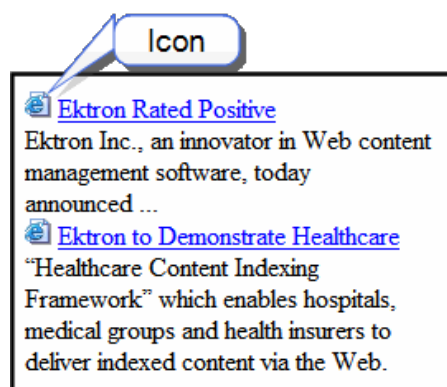 Icon
Ektron Rated Positive
Ektron Inc., an innovator in Web content
management software, today
announced ...
Ektron to Demonstrate Healthcare
“Healthcare Content Indexing
Framework” which enables hospitals,
medical groups and health insurers to
deliver indexed content via the Web.